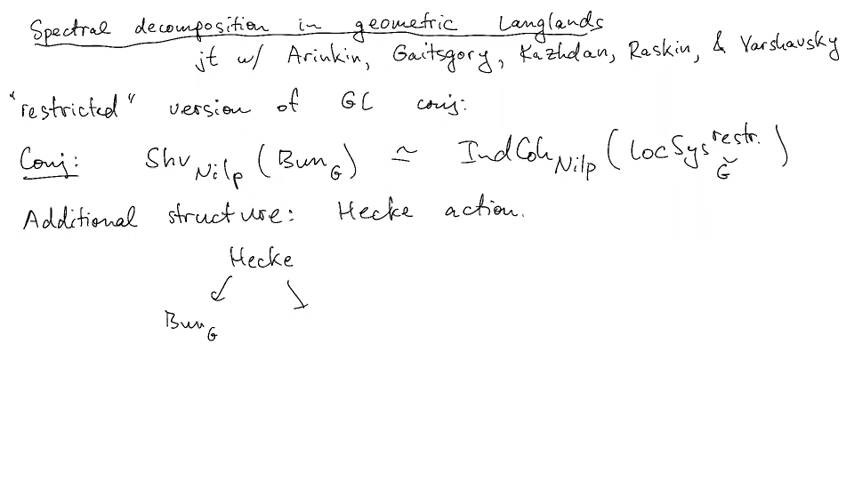 Spectral decomposition in geometric Langlands
jt w/ Arinkin, Gaitsgory, Kazhdan, Raskin, & Varshavsky
"restricted" version of GL conj:
Conj: Shv_Nilp (Bun_G) ≃ IndCoh_Nilp (LocSys^restr._Ğ)
Additional structure: Hecke action.
Hecke
↙ ↘
Bun_G